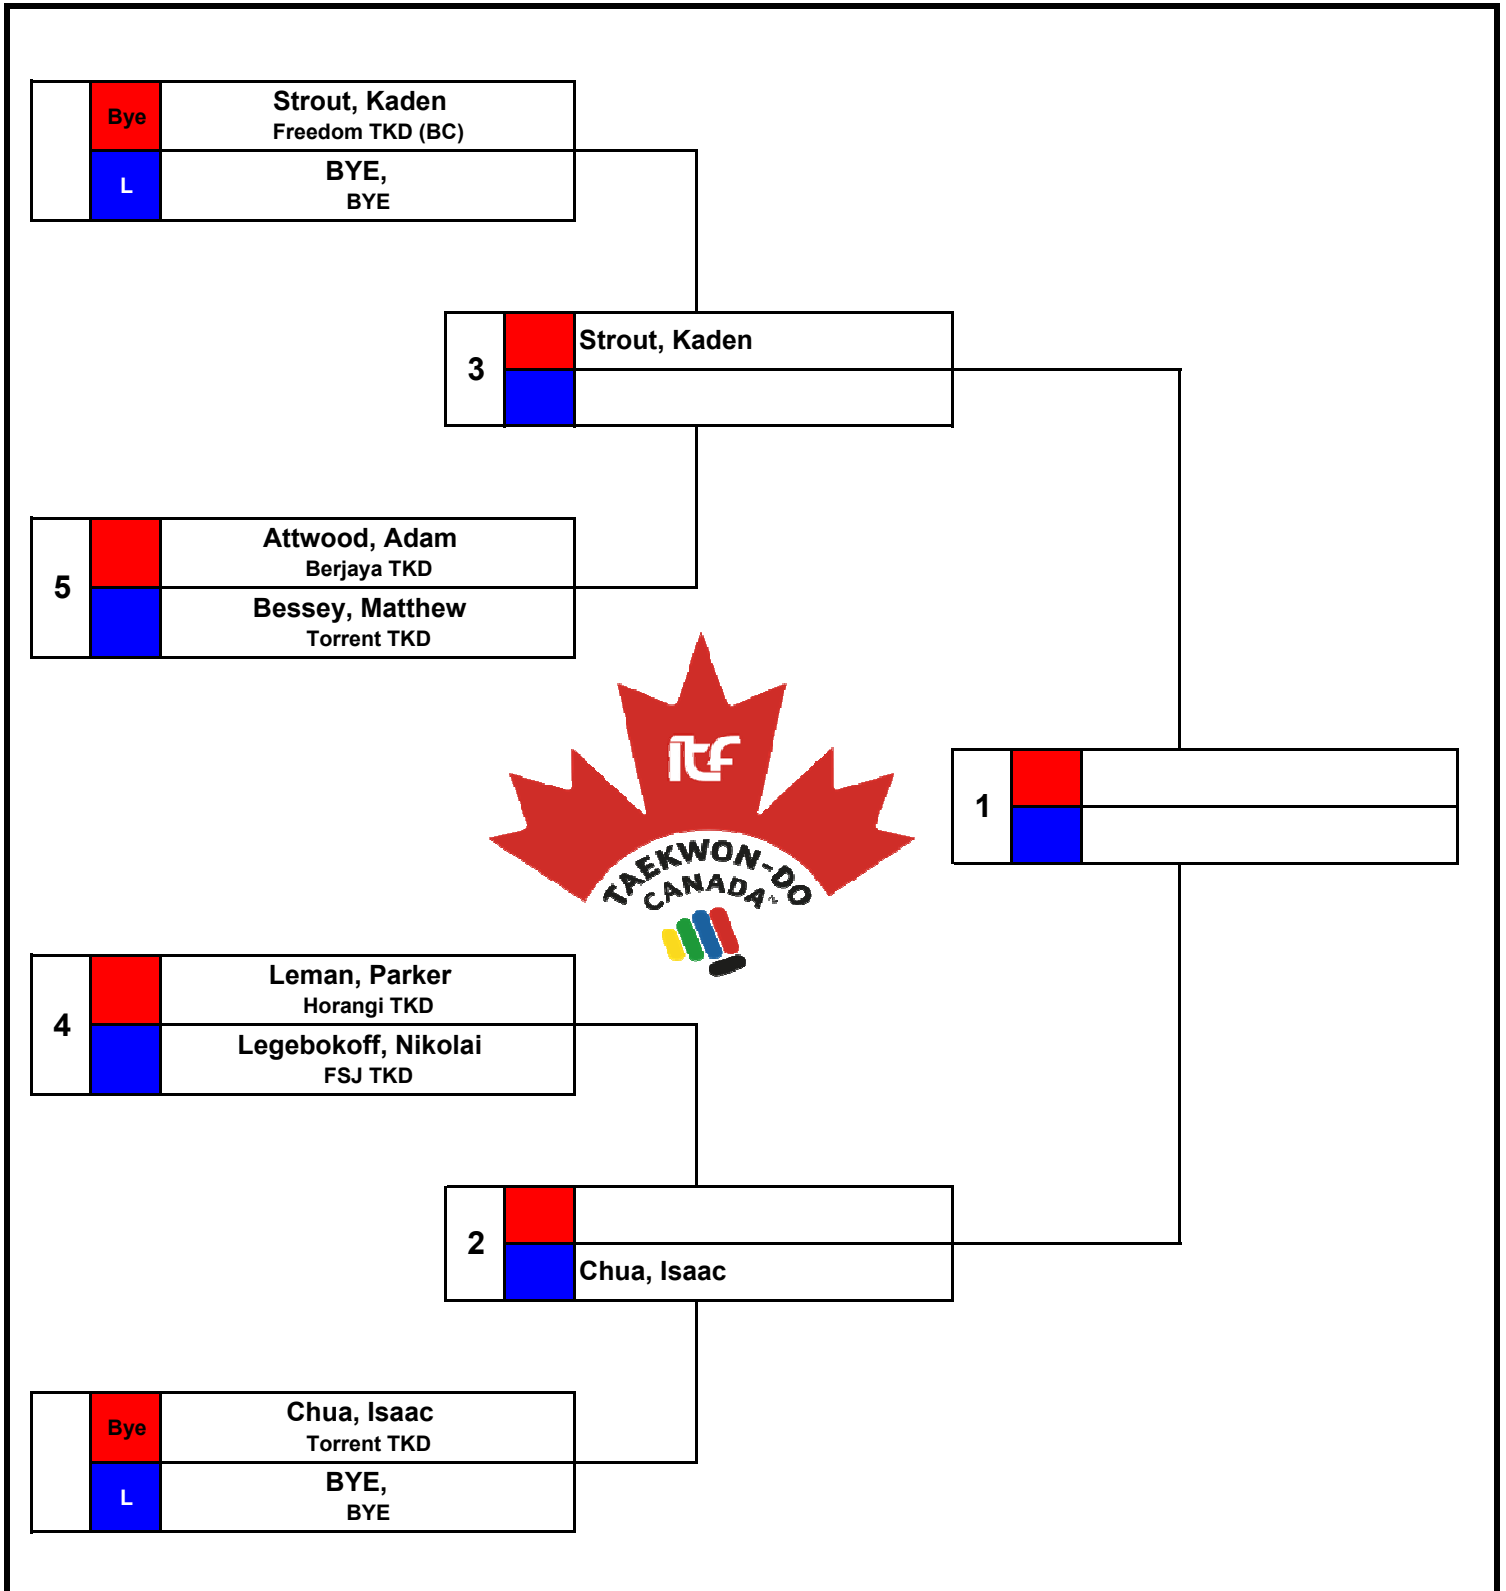 Bye
Strout, Kaden
Freedom TKD (BC)
L
BYE,
BYE
3
Strout, Kaden
5
Attwood, Adam
Berjaya TKD
Bessey, Matthew
Torrent TKD
itf
TAEKWON-DO
CANADA
1
4
Leman, Parker
Horangi TKD
Legebokoff, Nikolai
FSJ TKD
2
Chua, Isaac
Bye
Chua, Isaac
Torrent TKD
L
BYE,
BYE